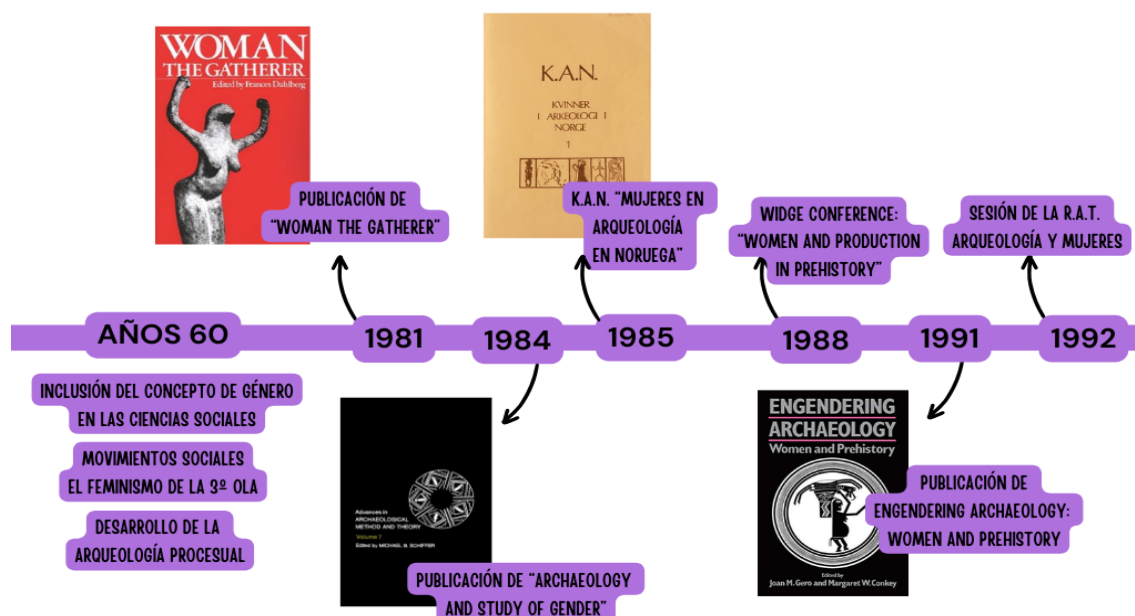 WOMAN
THE GATHERER
Edited by Frances Dahlberg
PUBLICACIÓN DE
“WOMAN THE GATHERER”
K.A.N.
KVINNER
I ARKEOLOGI I
NORGE
1
K.A.N. “MUJERES EN
ARQUEOLOGÍA
EN NORUEGA”
WIDGE CONFERENCE:
“WOMEN AND PRODUCTION
IN PREHISTORY”
SESIÓN DE LA R.A.T.
ARQUEOLOGÍA Y MUJERES
AÑOS 60
1981
1984
1985
1988
1991
1992
INCLUSIÓN DEL CONCEPTO DE GÉNERO
EN LAS CIENCIAS SOCIALES
MOVIMIENTOS SOCIALES
EL FEMINISMO DE LA 3º OLA
DESARROLLO DE LA
ARQUEOLOGÍA PROCESUAL
Advances in
ARCHAEOLOGICAL
METHOD AND THEORY
Volume 7
Edited by MICHAEL B. SCHIFFER
PUBLICACIÓN DE “ARCHAEOLOGY
AND STUDY OF GENDER”
ENGENDERING
ARCHAEOLOGY
Women and Prehistory
Edited by
Joan M. Gero and Margaret W. Conkey
PUBLICACIÓN DE
ENGENDERING ARCHAEOLOGY:
WOMEN AND PREHISTORY